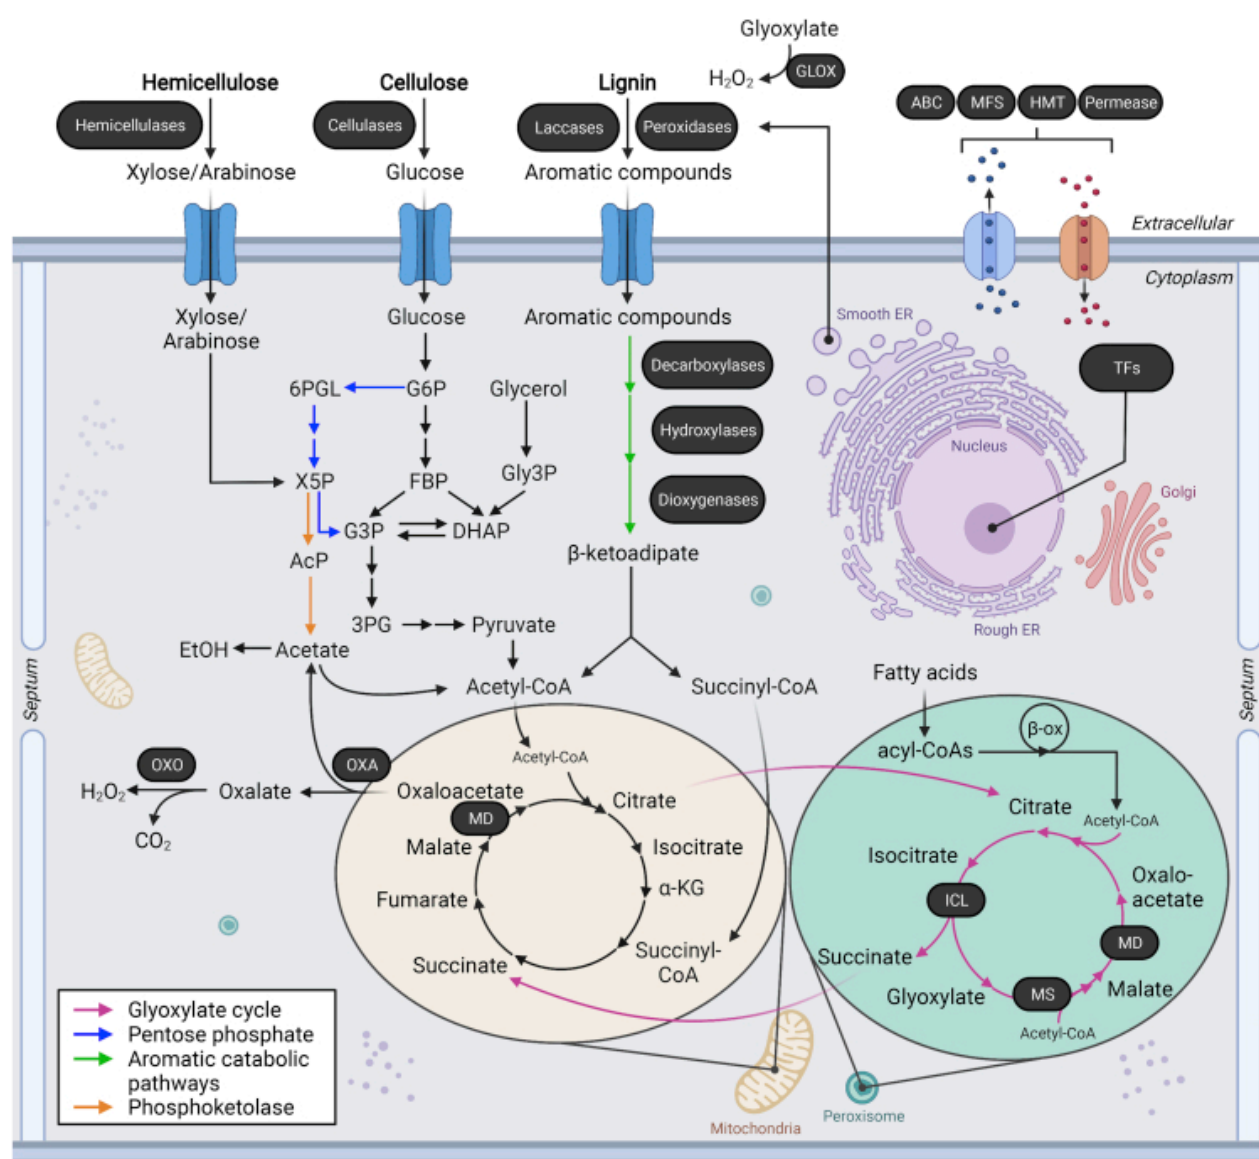 Glyoxylate
H₂O₂
GLOX
Hemicellulose
Cellulose
Lignin
Hemicellulases
Cellulases
Laccases
Peroxidases
ABC
MFS
HMT
Permease
Xylose/Arabinose
Glucose
Aromatic compounds
Extracellular
Cytoplasm
Xylose/
Arabinose
Glucose
Aromatic compounds
Smooth ER
Decarboxylases
TFs
6PGL
G6P
Glycerol
Hydroxylases
Nucleus
X5P
FBP
Gly3P
Dioxygenases
Golgi
G3P
DHAP
AcP
β-ketoadipate
3PG
Pyruvate
Rough ER
EtOH
Acetate
Septum
Acetyl-CoA
Succinyl-CoA
Fatty acids
Septum
β-ox
acyl-CoAs
Acetyl-CoA
OXO
OXA
H₂O₂
Oxalate
Oxaloacetate
Citrate
CO₂
MD
Malate
Isocitrate
α-KG
Fumarate
Succinyl-
CoA
Succinate
Citrate
Acetyl-CoA
Isocitrate
Oxalo-
acetate
ICL
MD
Succinate
Glyoxylate
MS
Malate
Acetyl-CoA
Glyoxylate cycle
Pentose phosphate
Aromatic catabolic
pathways
Phosphoketolase
Mitochondria
Peroxisome